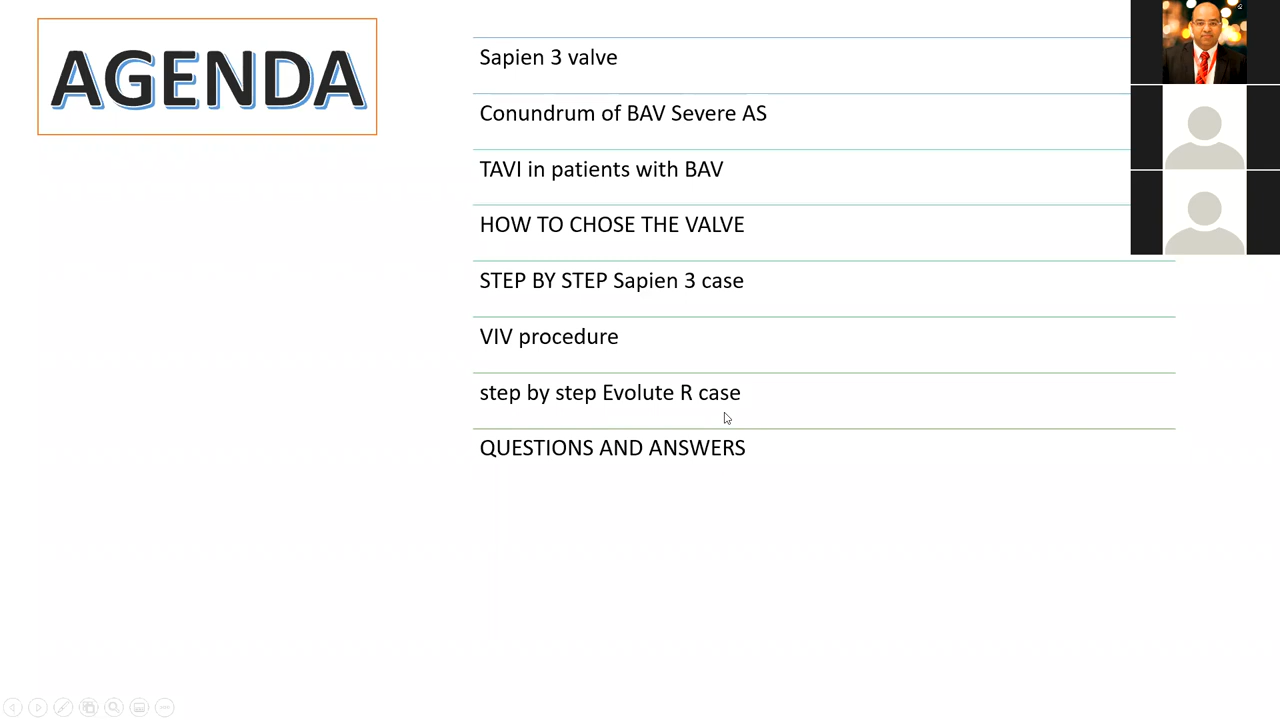 AGENDA
Sapien 3 valve
Conundrum of BAV Severe AS
TAVI in patients with BAV
HOW TO CHOSE THE VALVE
STEP BY STEP Sapien 3 case
VIV procedure
step by step Evolute R case
QUESTIONS AND ANSWERS